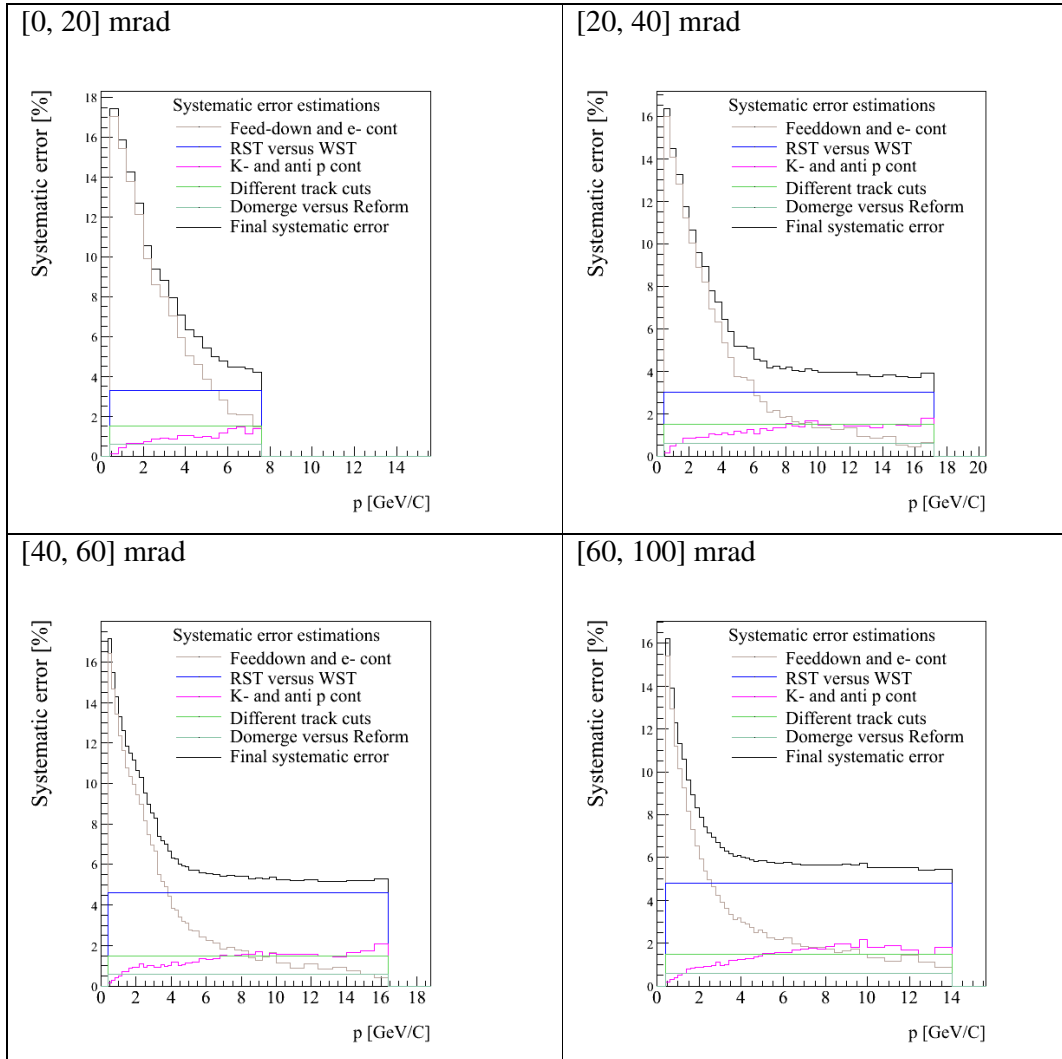 [0, 20] mrad
Systematic error [%]
18
16
14
12
10
8
6
4
2
0
Systematic error estimations
Feed-down and e- cont
RST versus WST
K- and anti p cont
Different track cuts
Domerge versus Reform
Final systematic error
0 2 4 6 8 10 12 14
p [GeV/C]
[20, 40] mrad
Systematic error [%]
16
14
12
10
8
6
4
2
0
Systematic error estimations
Feeddown and e- cont
RST versus WST
K- and anti p cont
Different track cuts
Domerge versus Reform
Final systematic error
0 2 4 6 8 10 12 14 16 18 20
p [GeV/C]
[40, 60] mrad
Systematic error [%]
16
14
12
10
8
6
4
2
0
Systematic error estimations
Feeddown and e- cont
RST versus WST
K- and anti p cont
Different track cuts
Domerge versus Reform
Final systematic error
0 2 4 6 8 10 12 14 16 18
p [GeV/C]
[60, 100] mrad
Systematic error [%]
16
14
12
10
8
6
4
2
0
Systematic error estimations
Feeddown and e- cont
RST versus WST
K- and anti p cont
Different track cuts
Domerge versus Reform
Final systematic error
0 2 4 6 8 10 12 14
p [GeV/C]